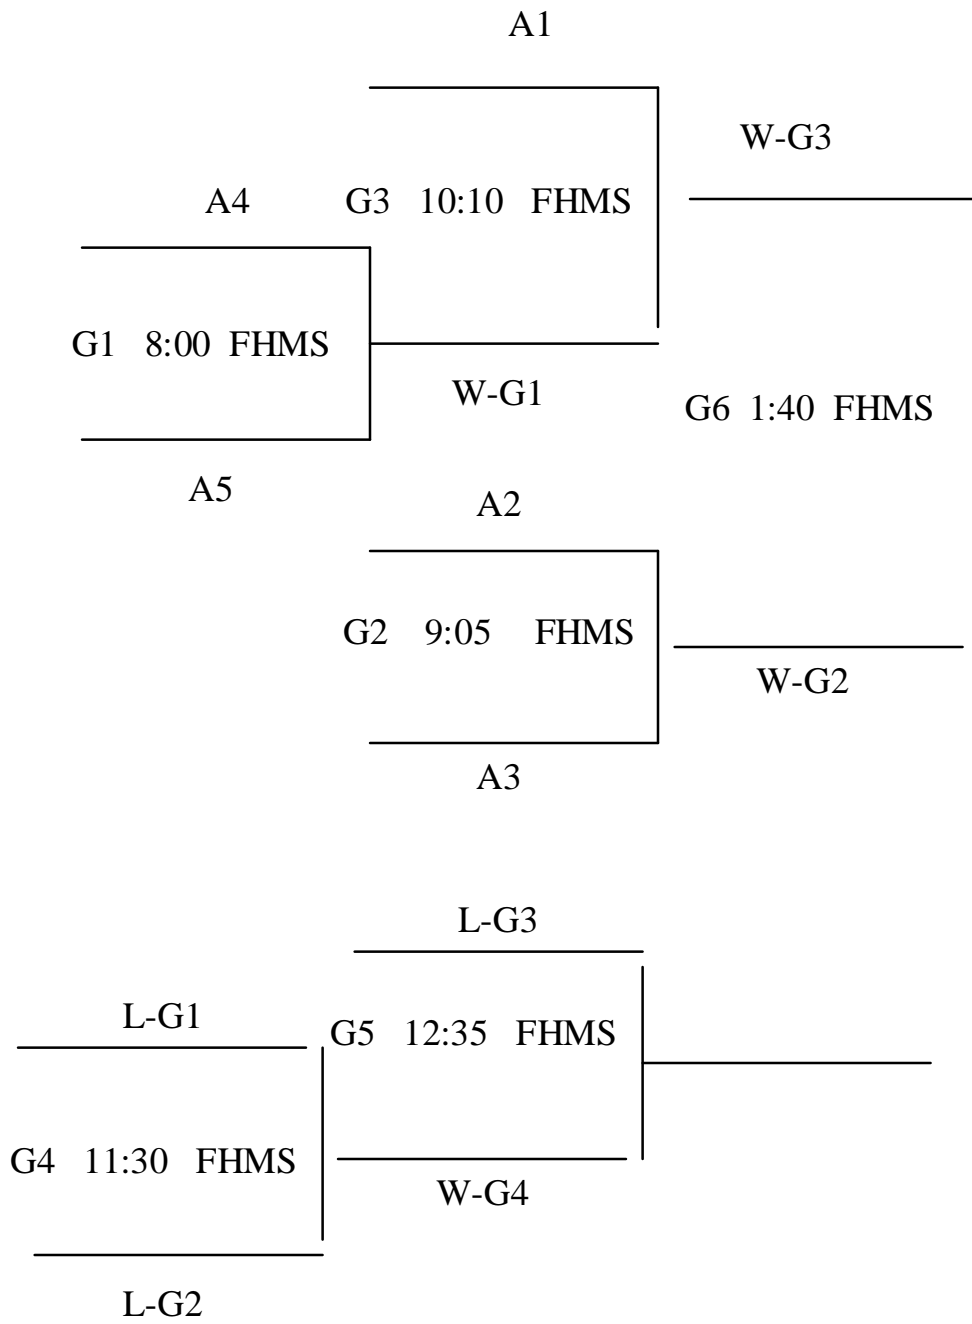 A1
W-G3
A4
G3 10:10 FHMS
G1 8:00 FHMS
W-G1
G6 1:40 FHMS
A5
A2
G2 9:05 FHMS
W-G2
A3
L-G3
L-G1
G5 12:35 FHMS
G4 11:30 FHMS
W-G4
L-G2